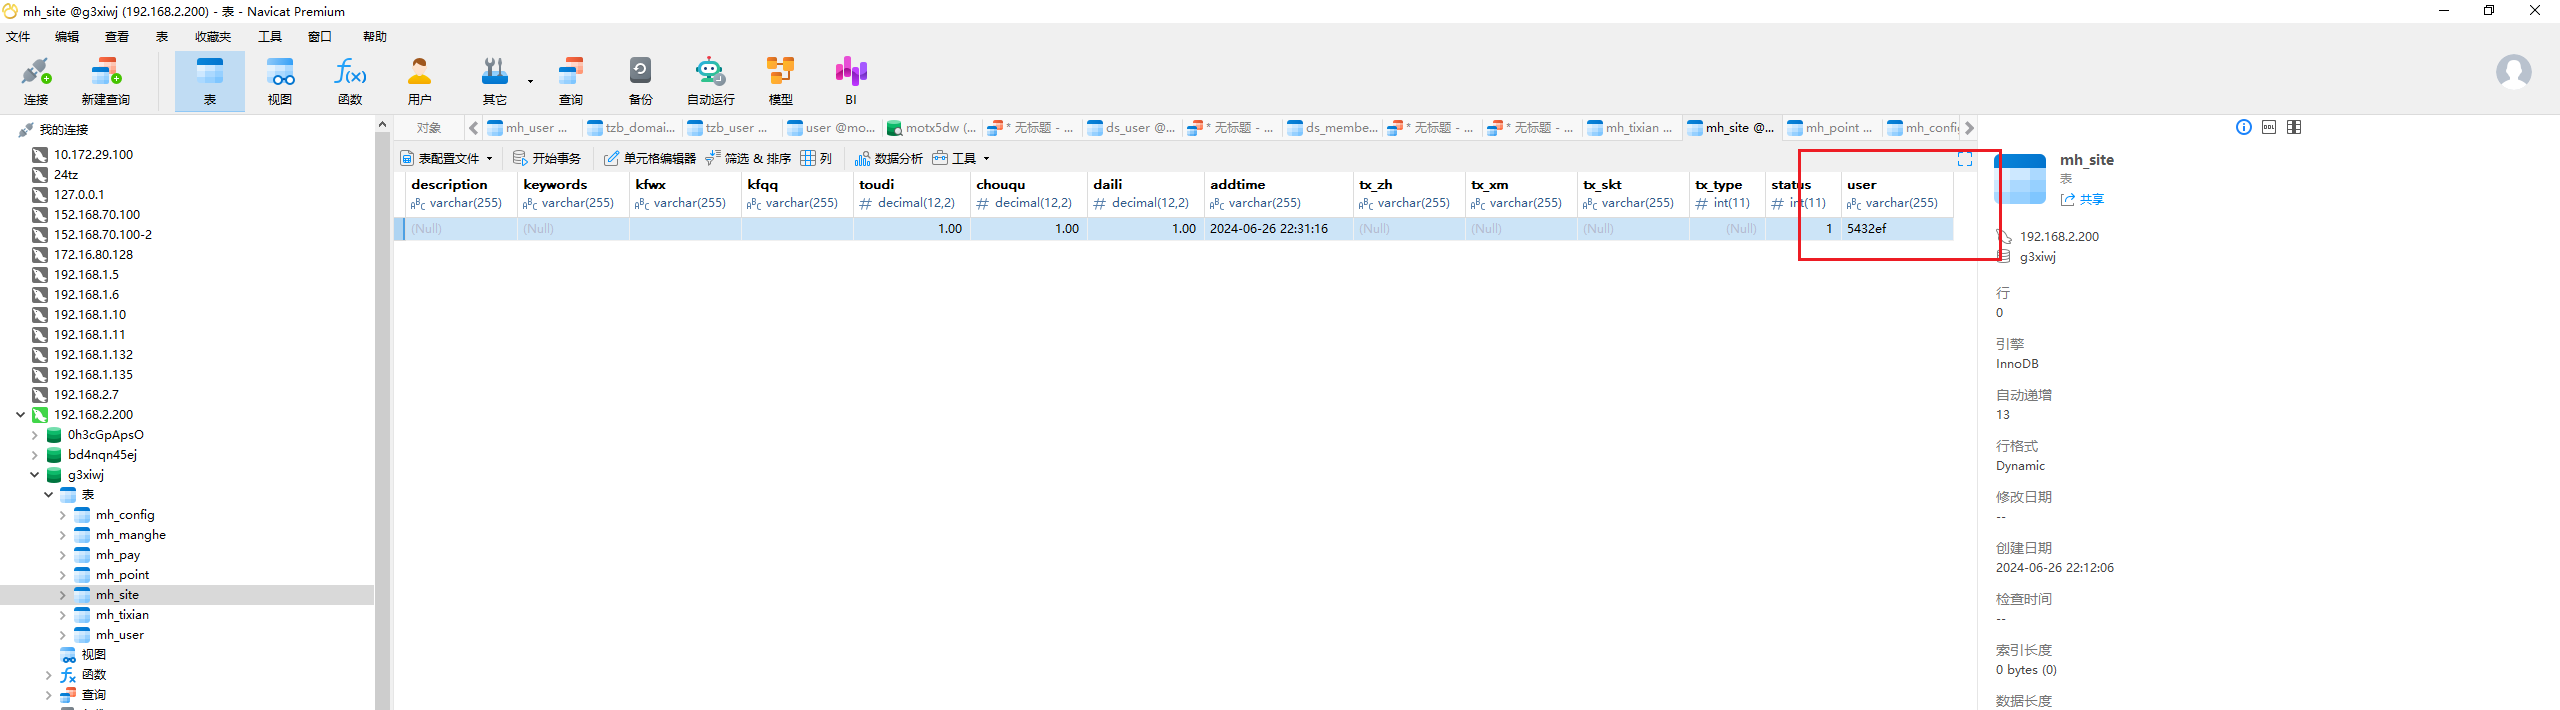 mh_site @g3xiwj (192.168.2.200) - 表 - Navicat Premium
文件 编辑 查看 表 收藏夹 工具 窗口 帮助
连接 新建查询 表 视图 函数 用户 其它 查询 备份 自动运行 模型 BI
我的连接
10.172.29.100
24tz
127.0.0.1
152.168.70.100
152.168.70.100-2
172.16.80.128
192.168.1.5
192.168.1.6
192.168.1.10
192.168.1.11
192.168.1.132
192.168.1.135
192.168.2.7
192.168.2.200
0h3cGpApsO
bd4nqn45ej
g3xiwj
表
mh_config
mh_manghe
mh_pay
mh_point
mh_site
mh_tixian
mh_user
视图
函数
查询
对象 mh_user ... tzb_domai... tzb_user ... user @mo... motx5dw (... * 无标题 - ... ds_user @... * 无标题 - ... ds_membe... * 无标题 - ... * 无标题 - ... mh_tixian ... mh_site @... mh_point ... mh_config
表配置文件 开始事务 单元格编辑器 筛选 & 排序 列 数据分析 工具
description keywords kfwx kfqq toudi chouqu daili addtime tx_zh tx_xm tx_skt tx_type status user
ABC varchar(255) ABC varchar(255) ABC varchar(255) ABC varchar(255) # decimal(12,2) # decimal(12,2) # decimal(12,2) ABC varchar(255) ABC varchar(255) ABC varchar(255) ABC varchar(255) # int(11) # int(11) ABC varchar(255)
(Null) (Null) 1.00 1.00 1.00 2024-06-26 22:31:16 (Null) (Null) (Null) (Null) 1 5432ef
DDL
mh_site
表
共享
192.168.2.200
g3xiwj
行
0
引擎
InnoDB
自动递增
13
行格式
Dynamic
修改日期
--
创建日期
2024-06-26 22:12:06
检查时间
--
索引长度
0 bytes (0)
数据长度